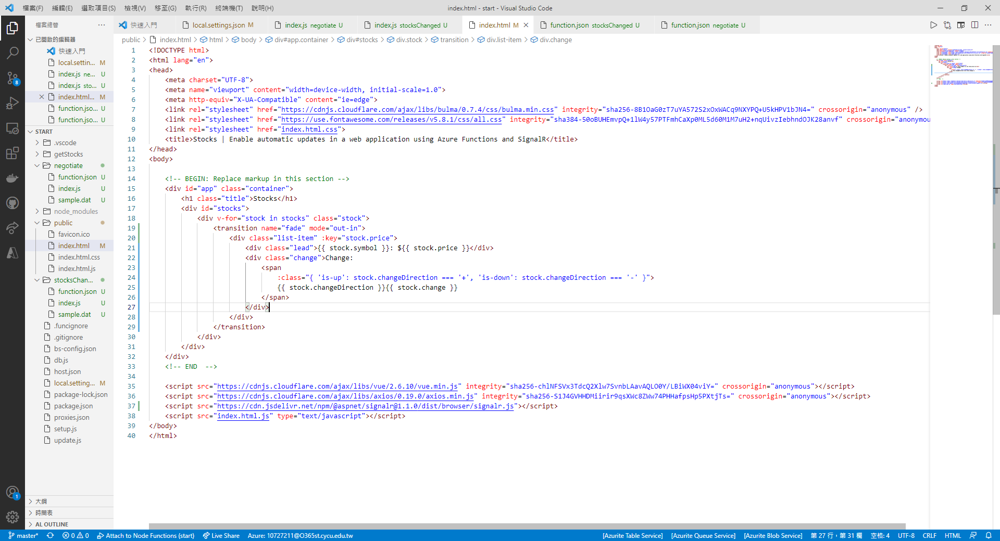 檔案(F) 編輯(E) 選取項目(S) 檢視(V) 移至(G) 執行(R) 終端機(T) 說明(H) index.html - start - Visual Studio Code
檔案總管 ···
快速入門 local.settings.json M index.js negotiate U index.js stocksChanged U index.html M function.json stocksChanged U function.json negotiate U
public > index.html > html > body > div#app.container > div#stocks > div.stock > transition > div.list-item > div.change
已開啟的編輯器
快速入門
local.settin... M
index.js ne... U
index.js sto... U
index.html... M
function.jso... U
function.jso... U
START
.vscode
getStocks
negotiate
function.json U
index.js U
sample.dat U
node_modules
public
favicon.ico
index.html M
index.html.css
index.html.js
stocksChan...
function.json U
index.js U
sample.dat U
.funcignore
.gitignore
bs-config.json
db.js
host.json
local.setting... M
package-lock.json
package.json
proxies.json
setup.js
update.js
大綱
時間表
AL OUTLINE
8
1
1 <!DOCTYPE html>
2 <html lang="en">
3 <head>
4 <meta charset="UTF-8">
5 <meta name="viewport" content="width=device-width, initial-scale=1.0">
6 <meta http-equiv="X-UA-Compatible" content="ie=edge">
7 <link rel="stylesheet" href="https://cdnjs.cloudflare.com/ajax/libs/bulma/0.7.4/css/bulma.min.css" integrity="sha256-8B1OaG0zT7uYA572S2xOxWACq9NXYPQ+U5kHPV1bJN4=" crossorigin="anonymous" />
8 <link rel="stylesheet" href="https://use.fontawesome.com/releases/v5.8.1/css/all.css" integrity="sha384-50oBUHEmvpQ+1lW4y57PTFmhCaXp0ML5d60M1M7uH2+nqUivzIebhndOJK28anvf" crossorigin="anonymou
9 <link rel="stylesheet" href="index.html.css">
10 <title>Stocks | Enable automatic updates in a web application using Azure Functions and SignalR</title>
11 </head>
12 <body>
13
14 <!-- BEGIN: Replace markup in this section -->
15 <div id="app" class="container">
16 <h1 class="title">Stocks</h1>
17 <div id="stocks">
18 <div v-for="stock in stocks" class="stock">
19 <transition name="fade" mode="out-in">
20 <div class="list-item" :key="stock.price">
21 <div class="lead">{{ stock.symbol }}: ${{ stock.price }}</div>
22 <div class="change">Change:
23 <span
24 :class="{ 'is-up': stock.changeDirection === '+', 'is-down': stock.changeDirection === '-' }">
25 {{ stock.changeDirection }}{{ stock.change }}
26 </span>
27 </div>
28 </div>
29 </transition>
30 </div>
31 </div>
32 </div>
33 <!-- END  -->
34
35 <script src="https://cdnjs.cloudflare.com/ajax/libs/vue/2.6.10/vue.min.js" integrity="sha256-chlNFSVx3TdcQ2Xlw7SvnbLAavAQLO0Y/LBiWX04viY=" crossorigin="anonymous"></script>
36 <script src="https://cdnjs.cloudflare.com/ajax/libs/axios/0.19.0/axios.min.js" integrity="sha256-S1J4GVHHDMiirir9qsXWc8ZWw74PHHafpsHp5PXtjTs=" crossorigin="anonymous"></script>
37 <script src="https://cdn.jsdelivr.net/npm/@aspnet/signalr@1.1.0/dist/browser/signalr.js"></script>
38 <script src="index.html.js" type="text/javascript"></script>
39 </body>
40 </html>
master* 0 0 Attach to Node Functions (start) Live Share Azure: 10727211@O365st.cycu.edu.tw [Azurite Table Service] [Azurite Queue Service] [Azurite Blob Service] 第 27 行，第 31 欄 空格: 4 UTF-8 CRLF HTML